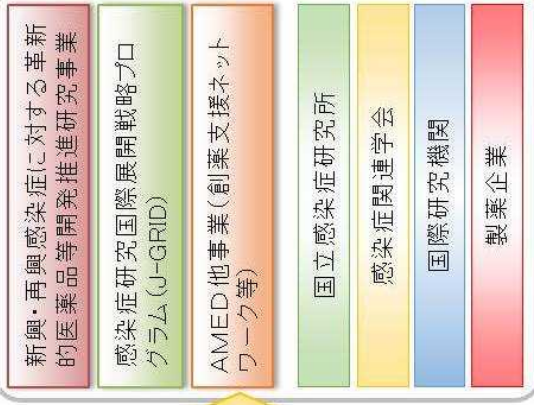 新興・再興感染症に対する革新
的医薬品等開発推進研究事業
感染症研究国際展開戦略プロ
グラム(J-GRID)
AMED他事業(創薬支援ネット
ワーク等)
国立感染症研究所
感染症関連学会
国際研究機関
製薬企業